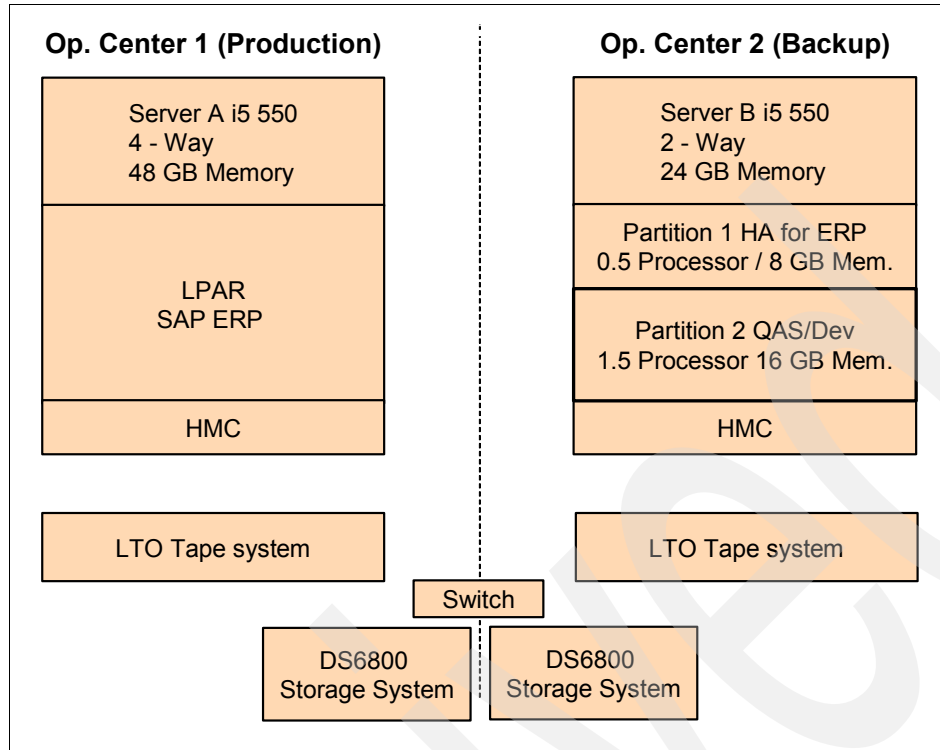 Op. Center 1 (Production)
Server A i5 550
4 - Way
48 GB Memory
LPAR
SAP ERP
HMC
LTO Tape system
Op. Center 2 (Backup)
Server B i5 550
2 - Way
24 GB Memory
Partition 1 HA for ERP
0.5 Processor / 8 GB Mem.
Partition 2 QAS/Dev
1.5 Processor 16 GB Mem.
HMC
LTO Tape system
Switch
DS6800
Storage System
DS6800
Storage System